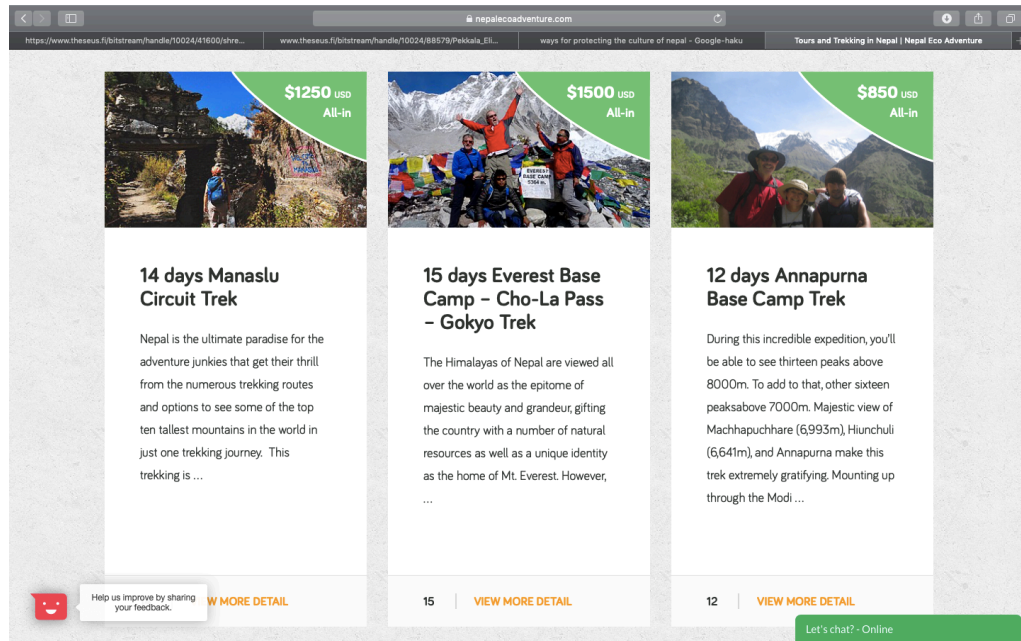 nepalecoadventure.com
https://www.theseus.fi/bitstream/handle/10024/41600/shre...
www.theseus.fi/bitstream/handle/10024/88579/Pekkala_Eli...
ways for protecting the culture of nepal - Google-haku
Tours and Trekking in Nepal | Nepal Eco Adventure
$1250 USD
All-in
14 days Manaslu
Circuit Trek
Nepal is the ultimate paradise for the
adventure junkies that get their thrill
from the numerous trekking routes
and options to see some of the top
ten tallest mountains in the world in
just one trekking journey. This
trekking is ...
W MORE DETAIL
$1500 USD
All-in
EVEREST
BASE CAMP
5364 m.
15 days Everest Base
Camp – Cho-La Pass
– Gokyo Trek
The Himalayas of Nepal are viewed all
over the world as the epitome of
majestic beauty and grandeur, gifting
the country with a number of natural
resources as well as a unique identity
as the home of Mt. Everest. However,
...
15 | VIEW MORE DETAIL
$850 USD
All-in
12 days Annapurna
Base Camp Trek
During this incredible expedition, you'll
be able to see thirteen peaks above
8000m. To add to that, other sixteen
peaksabove 7000m. Majestic view of
Machhapuchhare (6,993m), Hiunchuli
(6,641m), and Annapurna make this
trek extremely gratifying. Mounting up
through the Modi ...
12 | VIEW MORE DETAIL
Help us improve by sharing
your feedback.
Let's chat? - Online